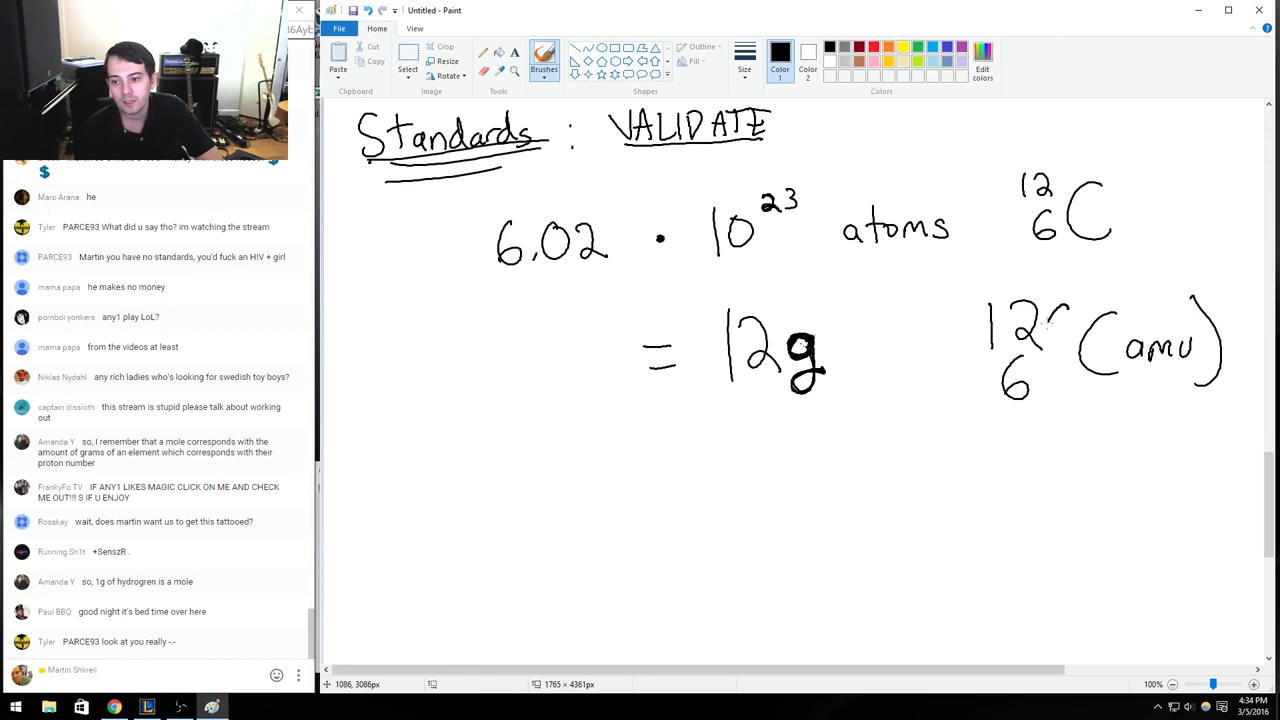 Untitled - Paint
File Home View
Paste Cut Copy Clipboard
Select Crop Resize Rotate Image
Tools
Brushes
Shapes Outline Fill
Size
Color 1 Color 2 Edit colors Colors
$
Marc Arana he
Tyler PARCE93 What did u say tho? im watching the stream
PARCE93 Martin you have no standards, you'd fuck an HIV + girl
mama papa he makes no money
pornboi yonkers any1 play LoL?
mama papa from the videos at least
Niklas Nydahl any rich ladies who's looking for swedish toy boys?
captain dissloth this stream is stupid please talk about working
out
Amanda Y so, I remember that a mole corresponds with the
amount of grams of an element which corresponds with their
proton number
FrankyFo TV IF ANY1 LIKES MAGIC CLICK ON ME AND CHECK
ME OUT!!! S IF U ENJOY
Rosskay wait, does martin want us to get this tattooed?
Running Sh1t +SenszR .
Amanda Y so, 1g of hydrogren is a mole
Paul BBQ good night it's bed time over here
Tyler PARCE93 look at you really -.-
Martin Shkreli
Standards : VALIDATE
6.02 • 10 23 atoms 12 6 C
= 12g 12 6 (amu)
1086, 3086px 1765 × 4361px 100%
4:34 PM
3/5/2016